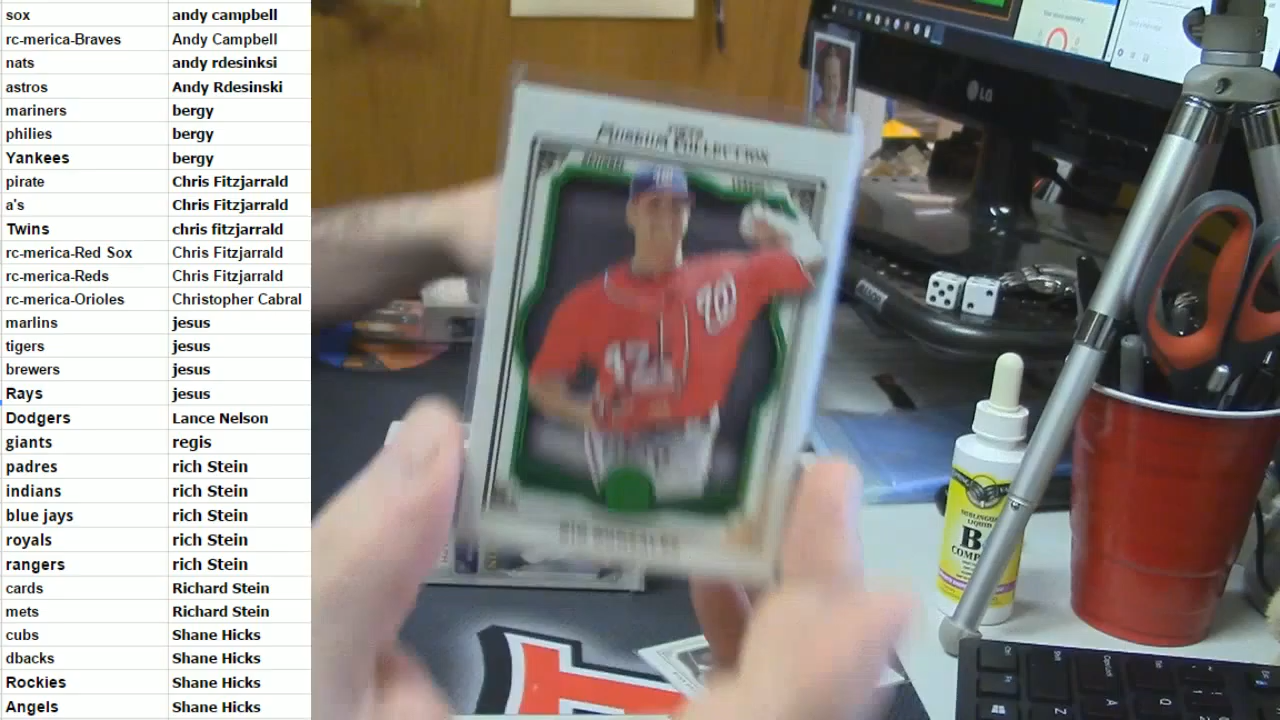 sox andy campbell
rc-merica-Braves Andy Campbell
nats andy rdesinksi
astros Andy Rdesinski
mariners bergy
philies bergy
Yankees bergy
pirate Chris Fitzjarrald
a's Chris Fitzjarrald
Twins chris fitzjarrald
rc-merica-Red Sox Chris Fitzjarrald
rc-merica-Reds Chris Fitzjarrald
rc-merica-Orioles Christopher Cabral
marlins jesus
tigers jesus
brewers jesus
Rays jesus
Dodgers Lance Nelson
giants regis
padres rich Stein
indians rich Stein
blue jays rich Stein
royals rich Stein
rangers rich Stein
cards Richard Stein
mets Richard Stein
cubs Shane Hicks
dbacks Shane Hicks
Rockies Shane Hicks
Angels Shane Hicks
MUSEUM COLLECTION
W
47
LG
LIQUID
B
COMP